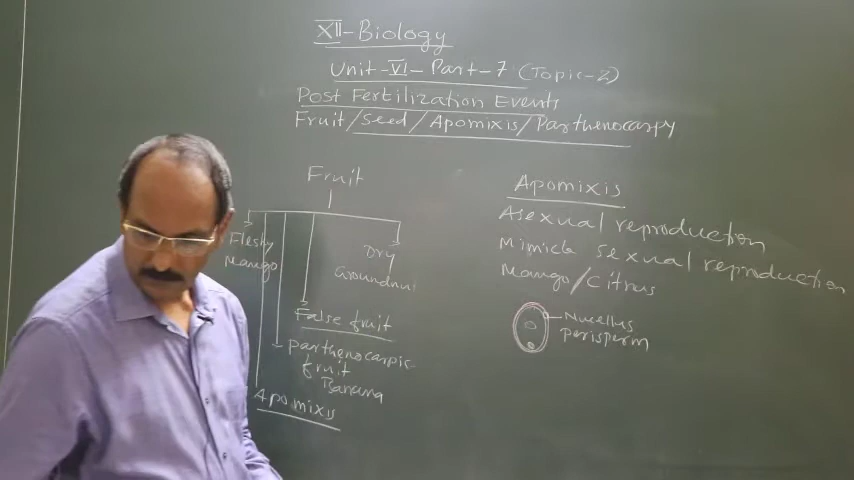 XII-Biology
Unit-VI-Part-7 (Topic-2)
Post Fertilization Events
Fruit/Seed/Apomixis/Parthenocarpy
Fruit
Fleshy
Mango
Dry
Groundnut
False fruit
Parthenocarpic
fruit
Banana
Apomixis
Apomixis
Asexual reproduction
Mimick sexual reproduction
Mango/Citrus
Nucellus
perisperm